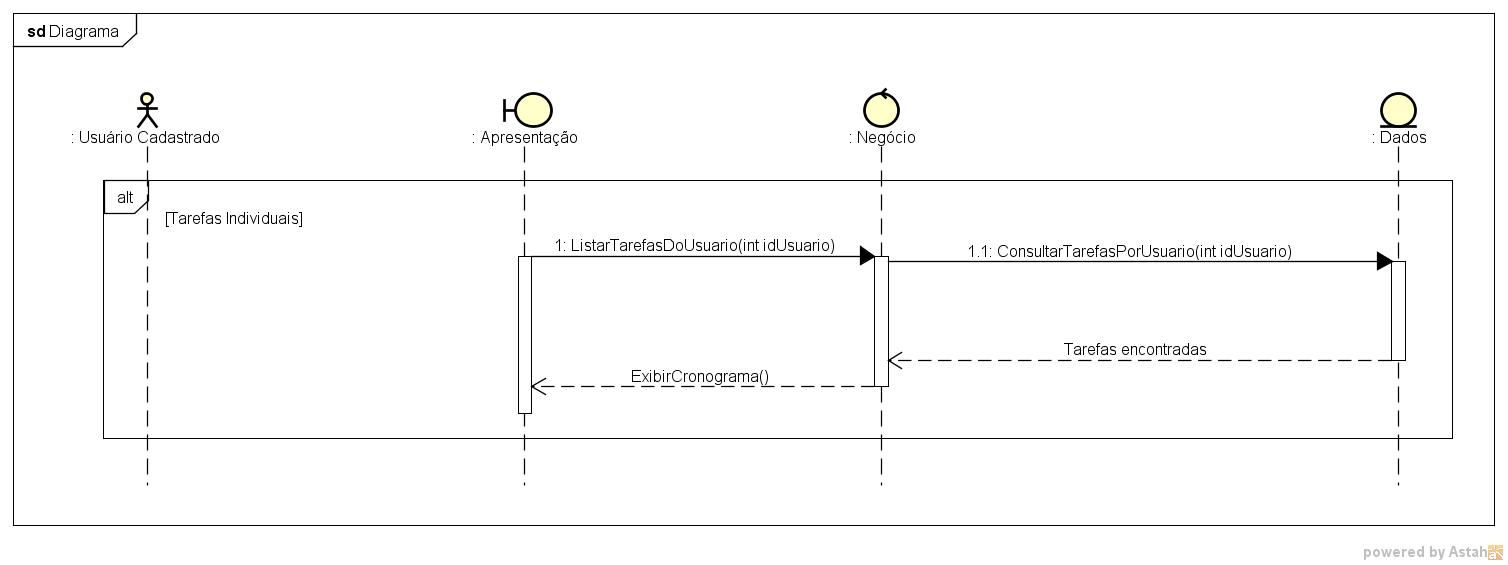 sd Diagrama
: Usuário Cadastrado
: Apresentação
: Negócio
: Dados
alt
[Tarefas Individuais]
1: ListarTarefasDoUsuario(int idUsuario)
1.1: ConsultarTarefasPorUsuario(int idUsuario)
Tarefas encontradas
ExibirCronograma()
powered by Astah